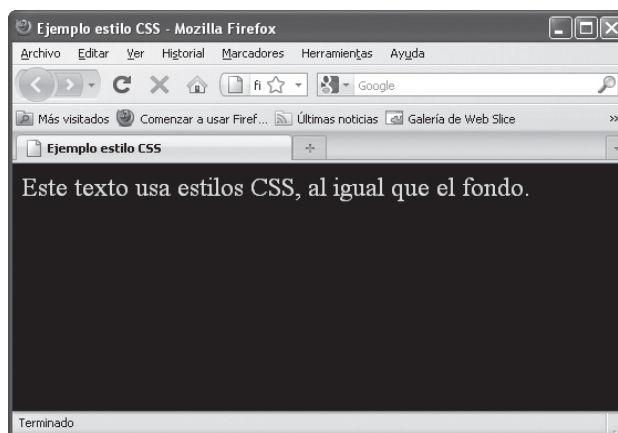 Ejemplo estilo CSS - Mozilla Firefox
Archivo Editar Ver Historial Marcadores Herramientas Ayuda
fi Google
Más visitados Comenzar a usar Firef... Últimas noticias Galería de Web Slice »
Ejemplo estilo CSS
Este texto usa estilos CSS, al igual que el fondo.
Terminado